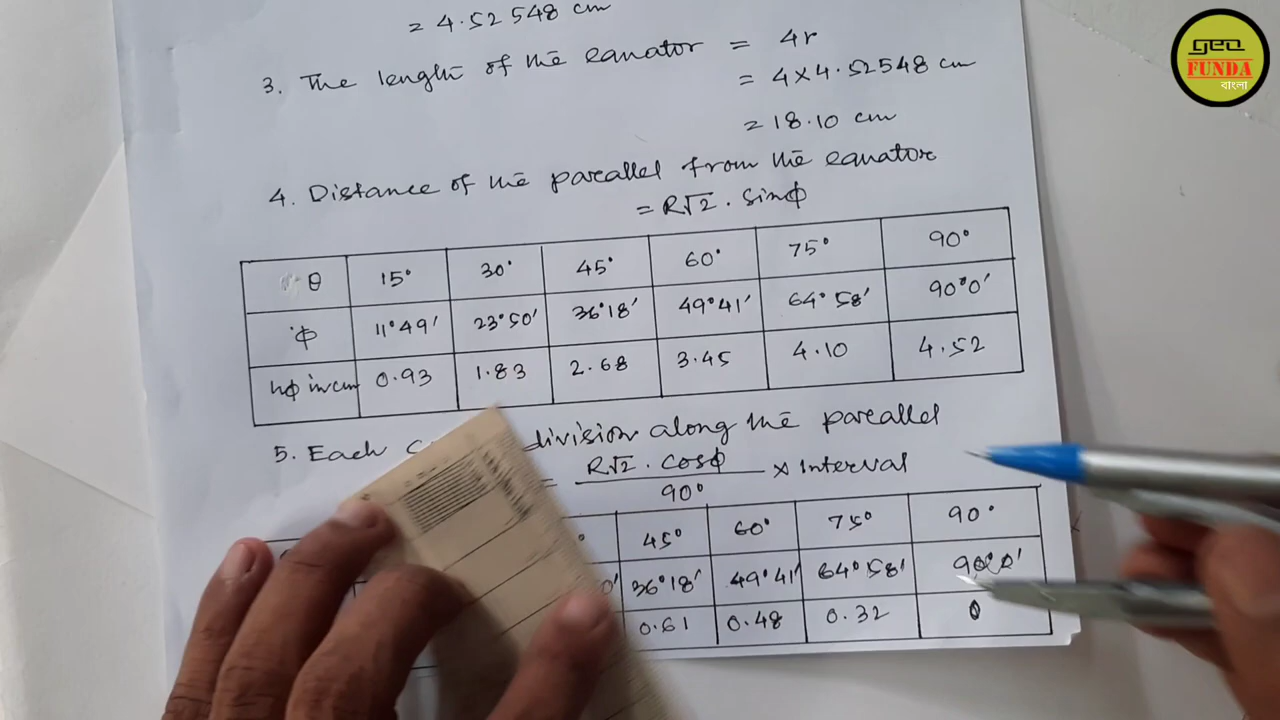 = 4.52548 cm
3. The lenght of the eanator = 4r
= 4×4.52548 cm
= 18.10 cm
4. Distance of the parallel from the eanator
= R√2 . sinϕ
θ 15° 30° 45° 60° 75° 90°
ϕ 11°49' 23°50' 36°18' 49°41' 64°58' 90°0'
hϕ in cm 0.93 1.83 2.68 3.45 4.10 4.52
5. Each division along the parallel
= R√2 . cosϕ / 90° × Interval
45° 60° 75° 90°
36°18' 49°41' 64°58' 90°0'
0.61 0.48 0.32 0
geo
FUNDA
বাংলা